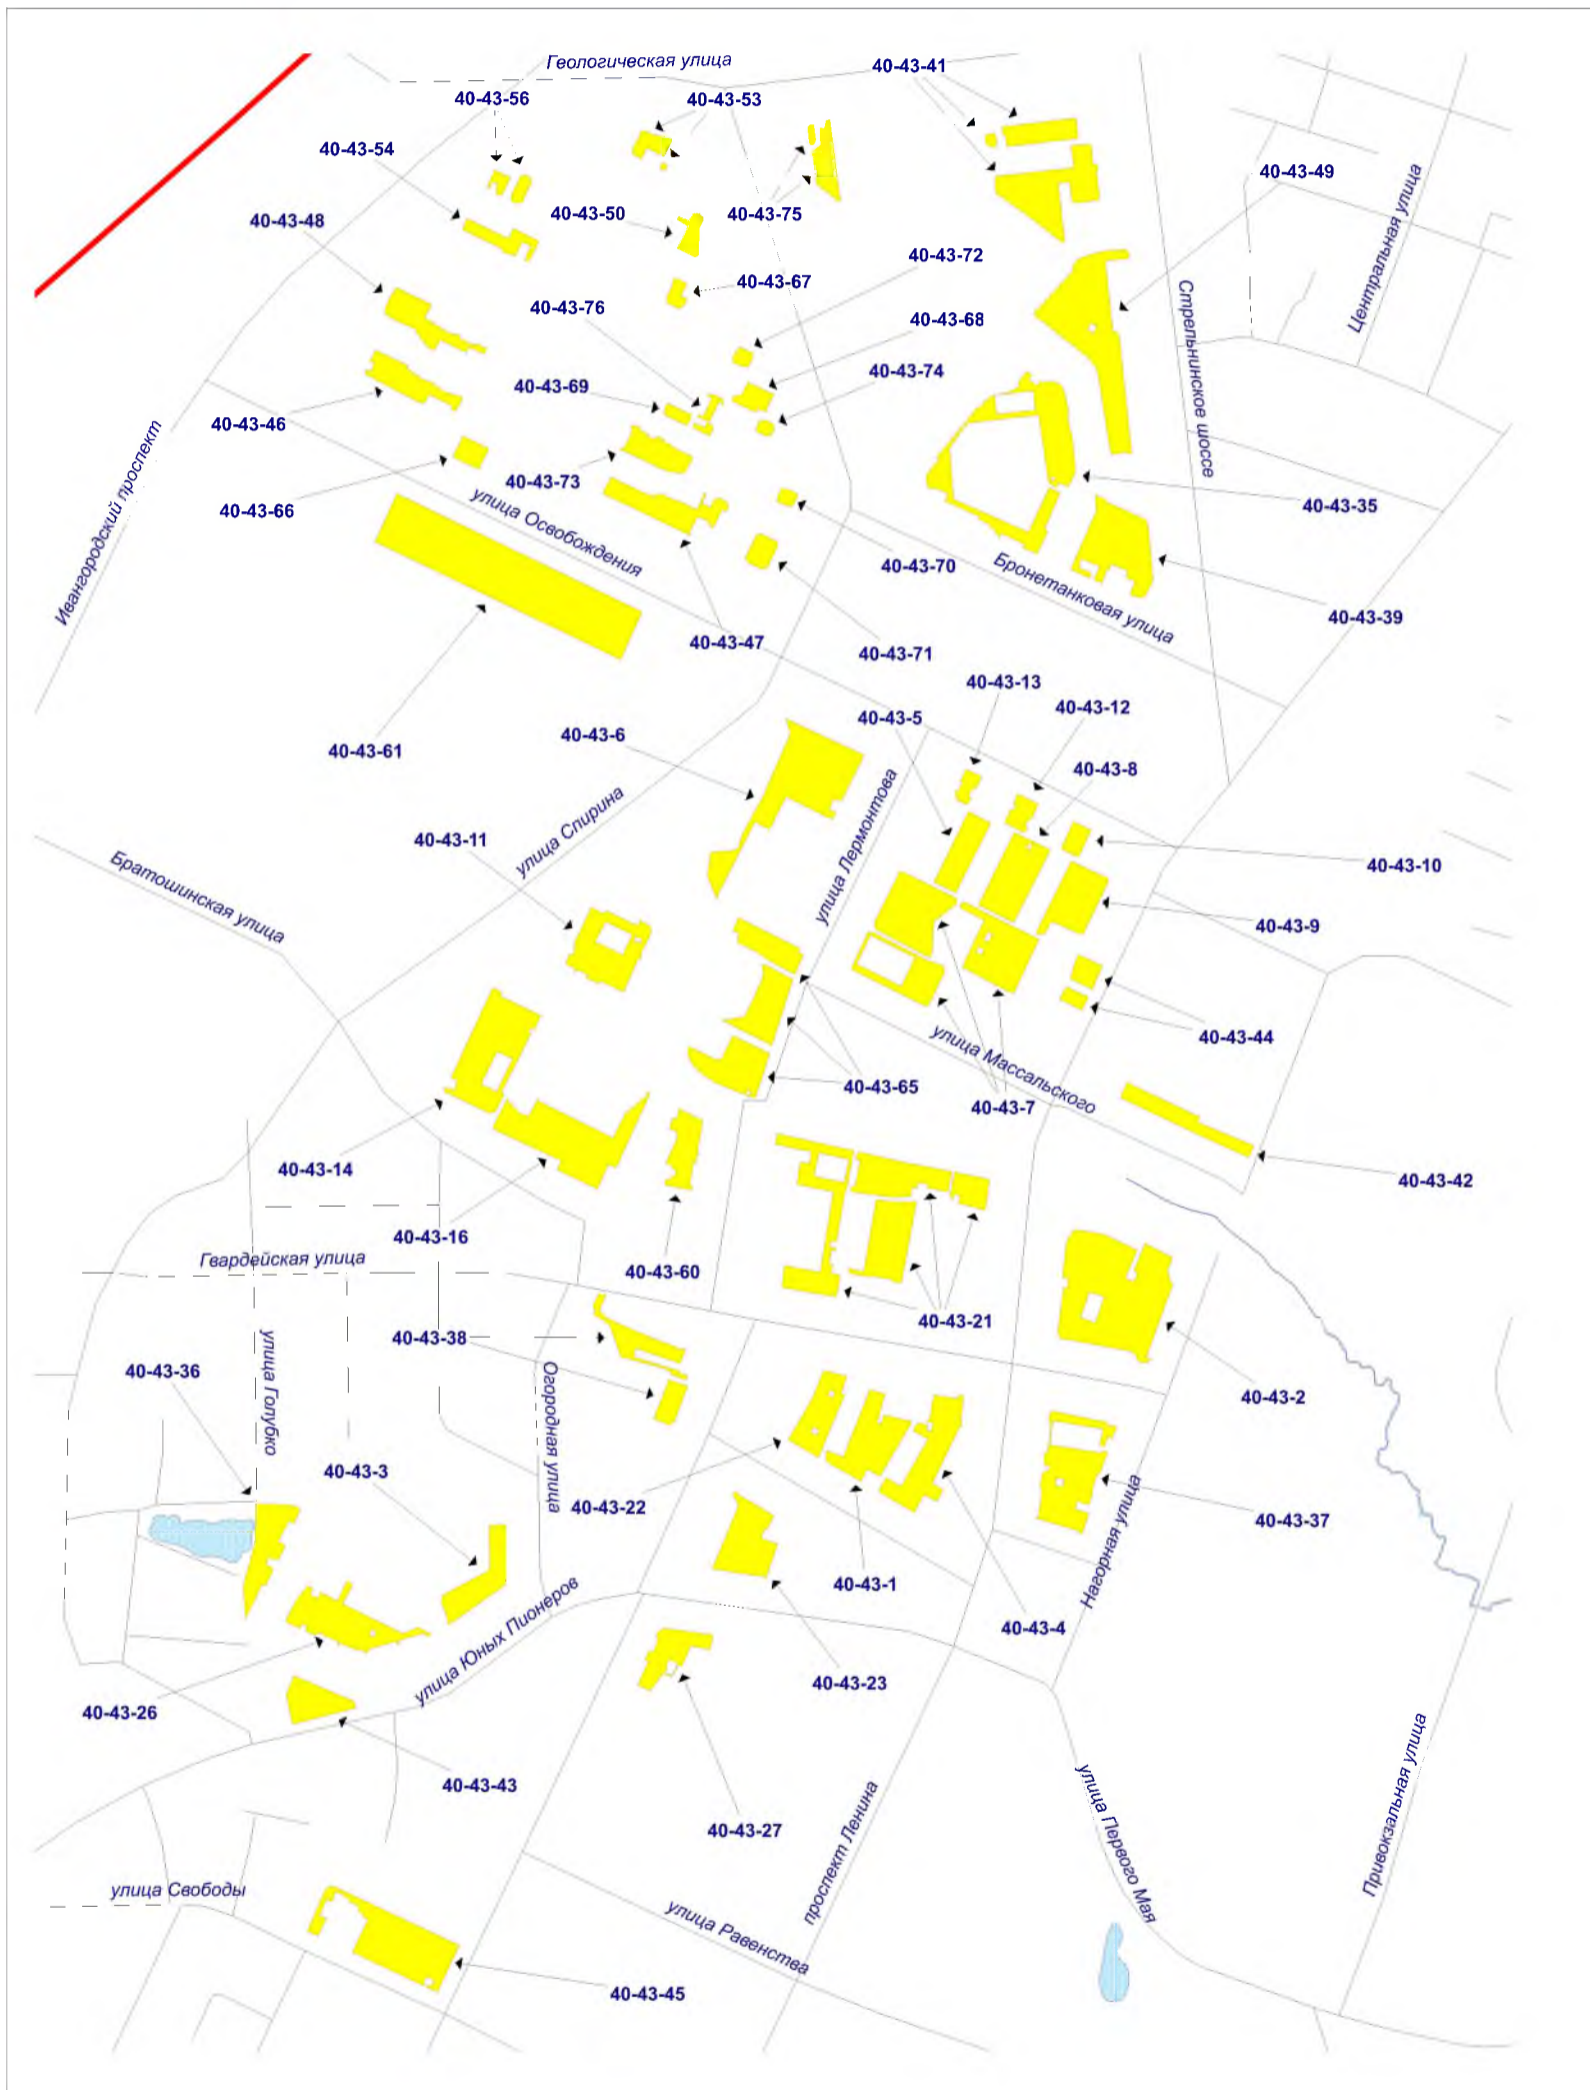 Геологическая улица
40-43-41
40-43-56
40-43-53
40-43-54
40-43-49
40-43-48
40-43-50
40-43-75
Центральная улица
40-43-72
40-43-67
40-43-76
40-43-68
Стрельнинское шоссе
40-43-74
40-43-69
40-43-46
Ивангородский проспект
40-43-73
40-43-66
улица Освобождения
40-43-35
40-43-70
Бронетанковая улица
40-43-39
40-43-47
40-43-71
40-43-13
40-43-12
40-43-5
40-43-6
40-43-61
40-43-8
улица Лермонтова
улица Спирина
40-43-11
40-43-10
Братошинская улица
40-43-9
40-43-44
улица Массальского
40-43-65
40-43-7
40-43-14
40-43-42
40-43-16
Гвардейская улица
40-43-60
40-43-21
40-43-38
40-43-36
улица Голубко
Огородная улица
40-43-2
40-43-3
40-43-22
40-43-37
Нагорная улица
40-43-1
40-43-4
улица Юных Пионеров
40-43-23
40-43-26
40-43-43
40-43-27
проспект Ленина
улица Первого Мая
Привокзальная улица
улица Свободы
улица Равенства
40-43-45